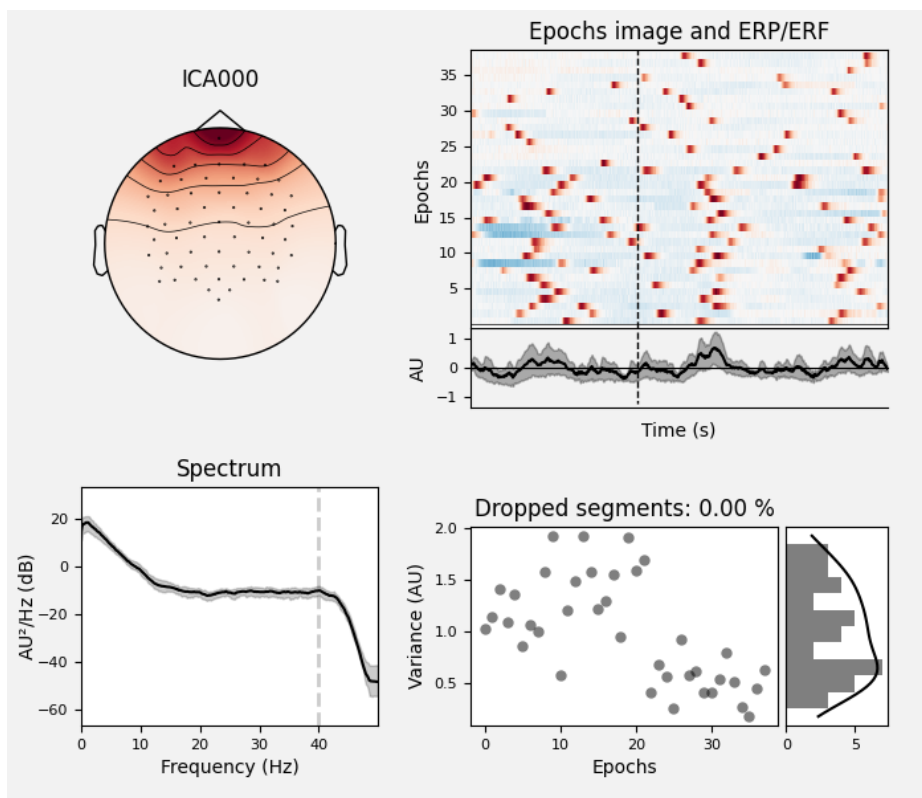 Epochs image and ERP/ERF
ICA000
35
30
25
20
15
10
5
Epochs
1
0
−1
AU
Time (s)
Spectrum
20
0
−20
−40
−60
AU²/Hz (dB)
0 10 20 30 40
Frequency (Hz)
Dropped segments: 0.00 %
2.0
1.5
1.0
0.5
Variance (AU)
0 10 20 30
Epochs
0 5